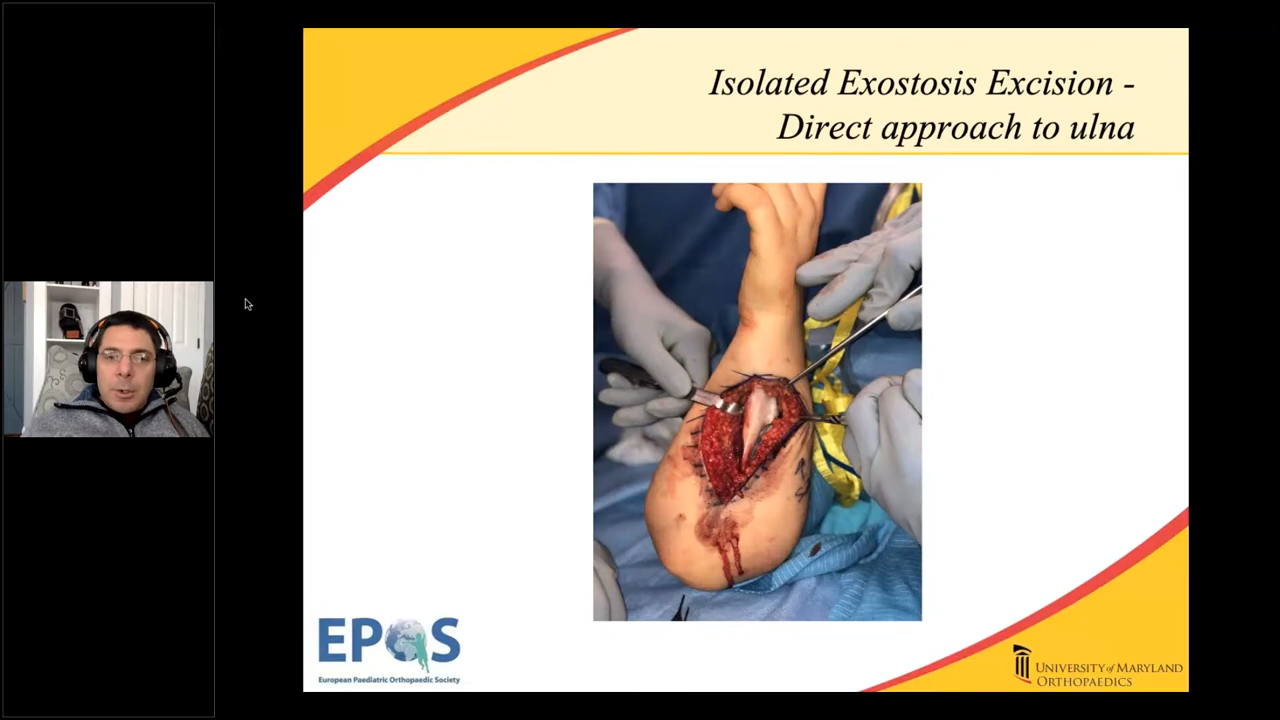 Isolated Exostosis Excision -
Direct approach to ulna
EPOS
European Paediatric Orthopaedic Society
UNIVERSITY of MARYLAND
ORTHOPAEDICS